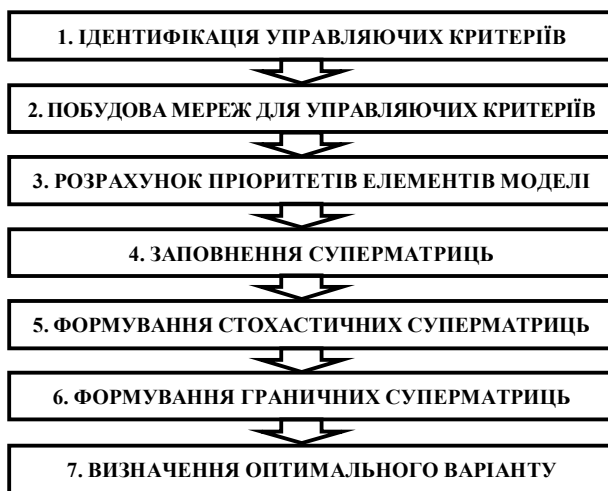 1. ІДЕНТИФІКАЦІЯ УПРАВЛЯЮЧИХ КРИТЕРІЇВ
2. ПОБУДОВА МЕРЕЖ ДЛЯ УПРАВЛЯЮЧИХ КРИТЕРІЇВ
3. РОЗРАХУНОК ПРІОРИТЕТІВ ЕЛЕМЕНТІВ МОДЕЛІ
4. ЗАПОВНЕННЯ СУПЕРМАТРИЦЬ
5. ФОРМУВАННЯ СТОХАСТИЧНИХ СУПЕРМАТРИЦЬ
6. ФОРМУВАННЯ ГРАНИЧНИХ СУПЕРМАТРИЦЬ
7. ВИЗНАЧЕННЯ ОПТИМАЛЬНОГО ВАРІАНТУ